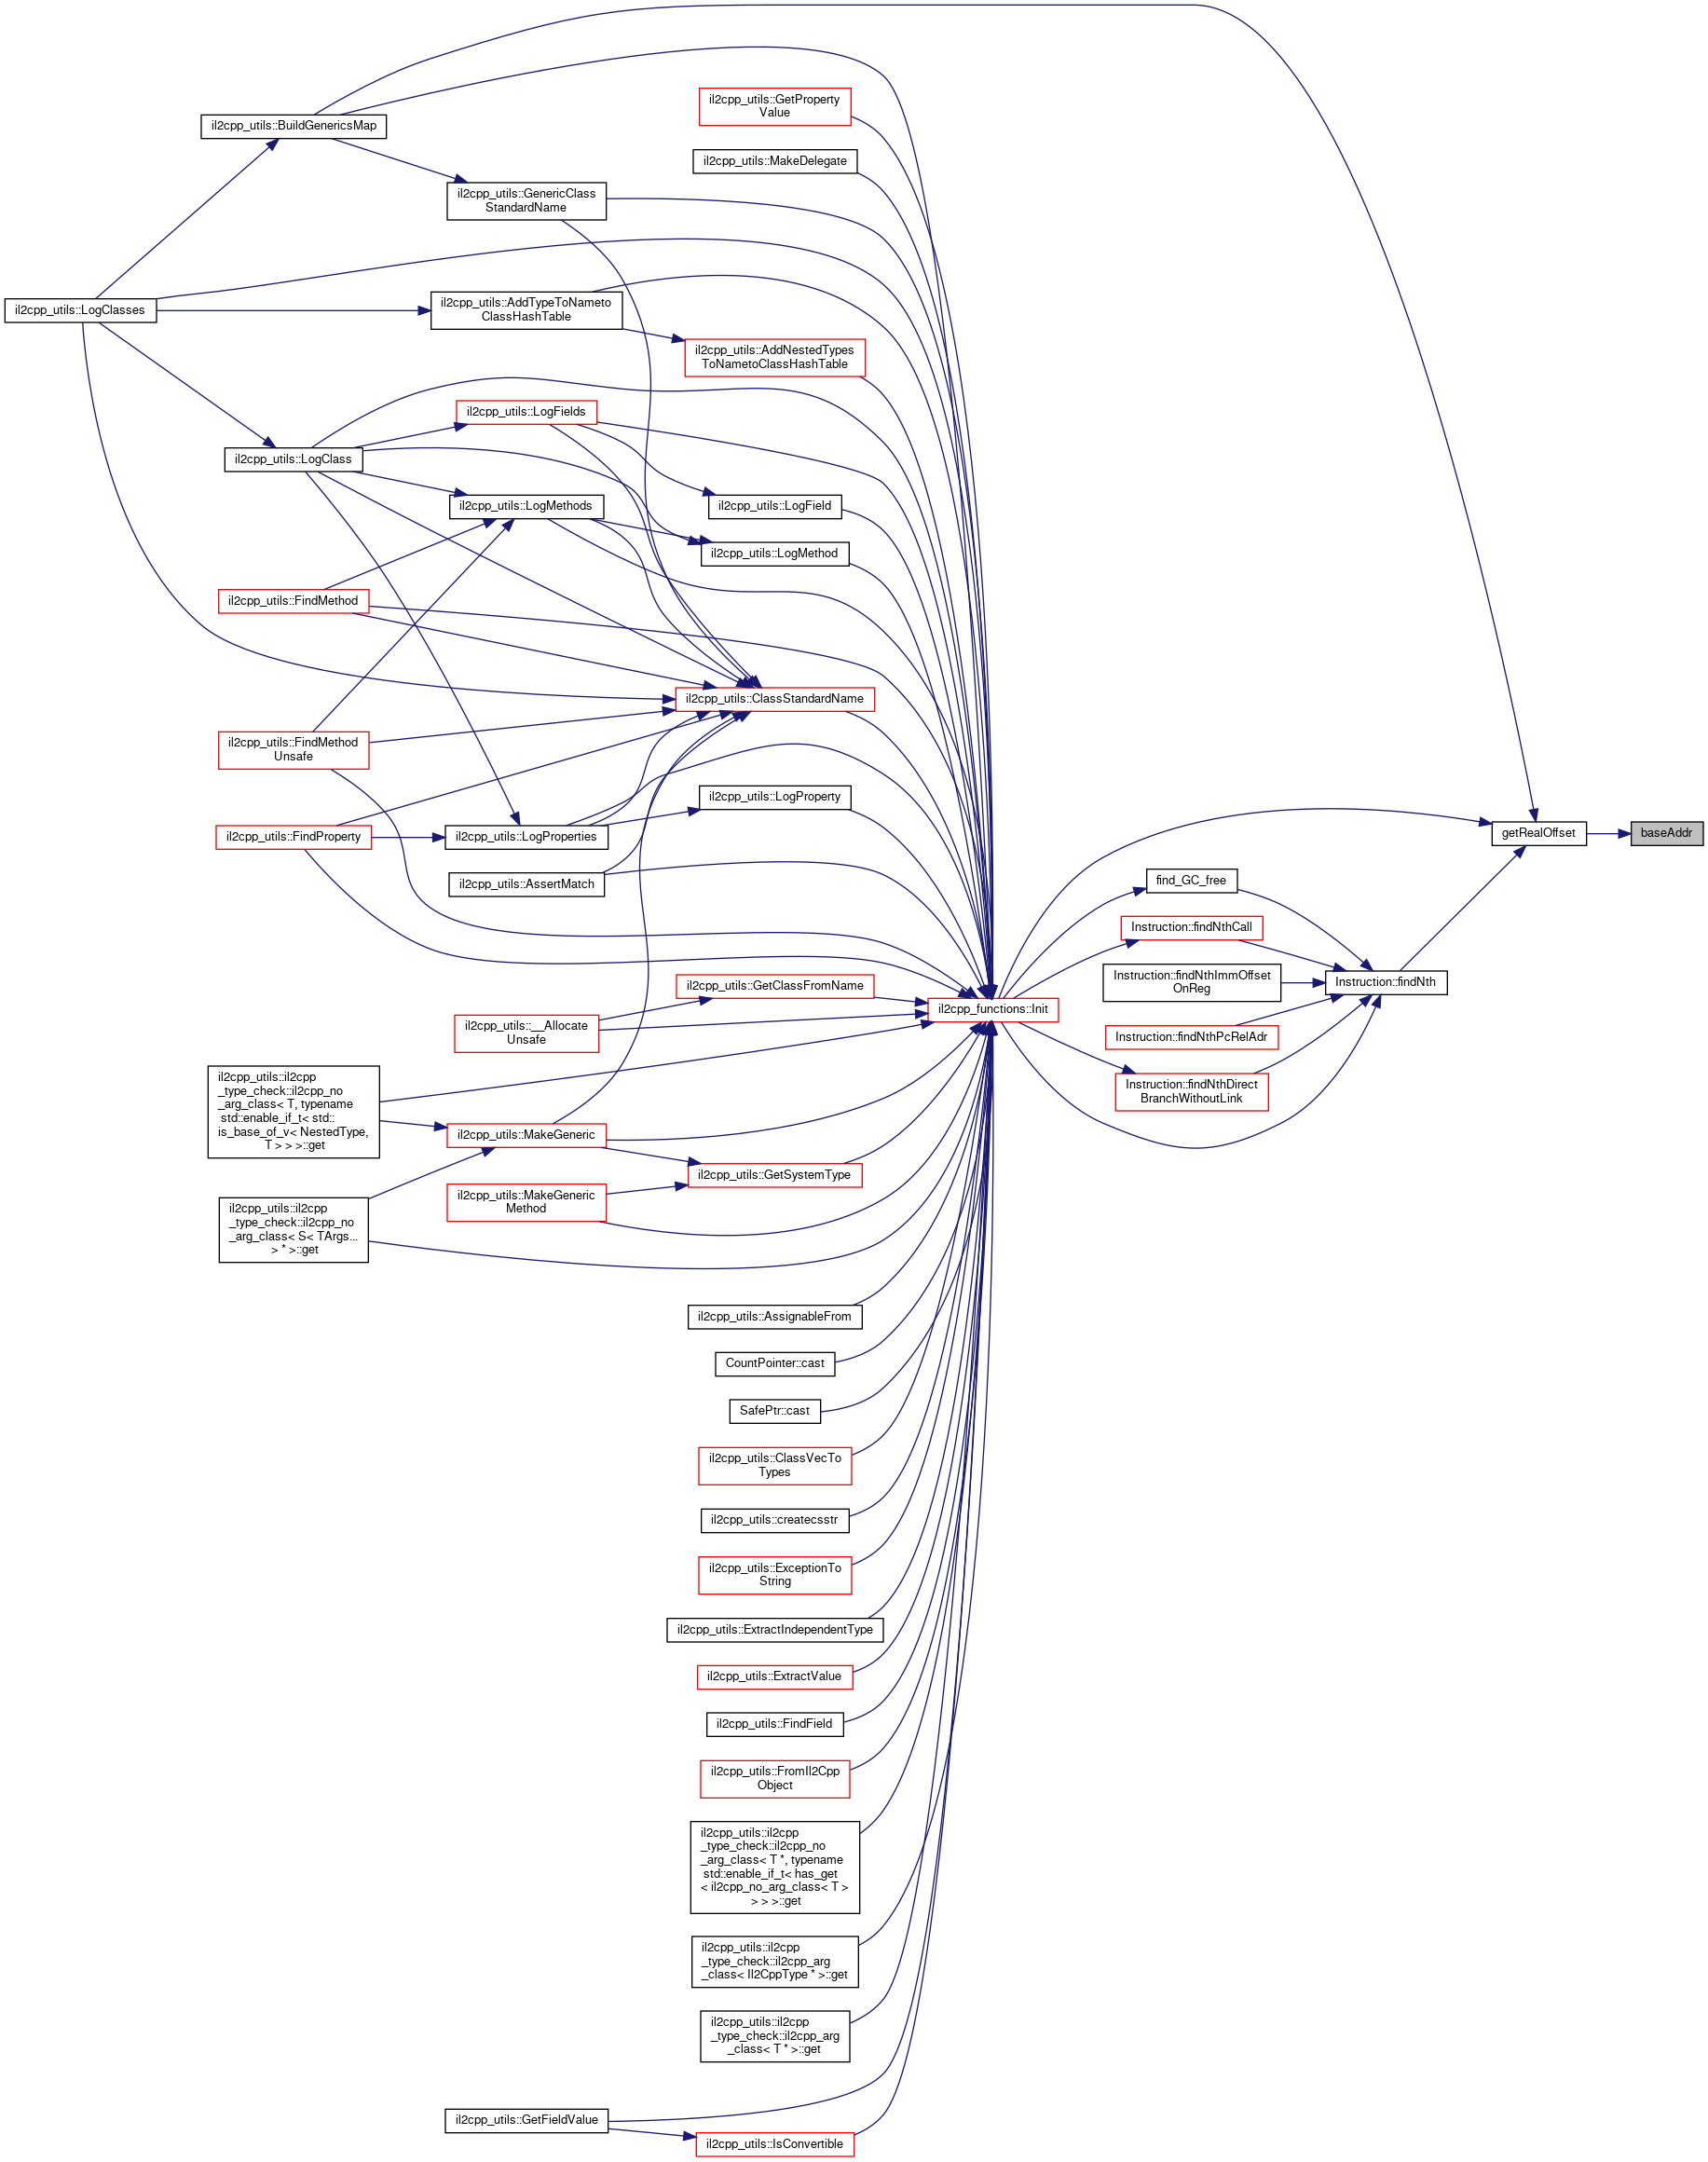 il2cpp_utils::GetProperty
Value
il2cpp_utils::BuildGenericsMap
il2cpp_utils::MakeDelegate
il2cpp_utils::GenericClass
StandardName
il2cpp_utils::LogClasses
il2cpp_utils::AddTypeToNameto
ClassHashTable
il2cpp_utils::AddNestedTypes
ToNametoClassHashTable
il2cpp_utils::LogFields
il2cpp_utils::LogClass
il2cpp_utils::LogMethods
il2cpp_utils::LogField
il2cpp_utils::LogMethod
il2cpp_utils::FindMethod
il2cpp_utils::ClassStandardName
il2cpp_utils::FindMethod
Unsafe
il2cpp_utils::LogProperty
il2cpp_utils::FindProperty
il2cpp_utils::LogProperties
getRealOffset
baseAddr
il2cpp_utils::AssertMatch
find_GC_free
Instruction::findNthCall
Instruction::findNthImmOffset
OnReg
Instruction::findNth
il2cpp_utils::GetClassFromName
il2cpp_functions::Init
il2cpp_utils::__Allocate
Unsafe
Instruction::findNthPcRelAdr
Instruction::findNthDirect
BranchWithoutLink
il2cpp_utils::il2cpp
_type_check::il2cpp_no
_arg_class< T, typename
std::enable_if_t< std::
is_base_of_v< NestedType,
T > > >::get
il2cpp_utils::MakeGeneric
il2cpp_utils::GetSystemType
il2cpp_utils::MakeGeneric
Method
il2cpp_utils::il2cpp
_type_check::il2cpp_no
_arg_class< S< TArgs...
> * >::get
il2cpp_utils::AssignableFrom
CountPointer::cast
SafePtr::cast
il2cpp_utils::ClassVecTo
Types
il2cpp_utils::createcsstr
il2cpp_utils::ExceptionTo
String
il2cpp_utils::ExtractIndependentType
il2cpp_utils::ExtractValue
il2cpp_utils::FindField
il2cpp_utils::FromIl2Cpp
Object
il2cpp_utils::il2cpp
_type_check::il2cpp_no
_arg_class< T *, typename
std::enable_if_t< has_get
< il2cpp_no_arg_class< T >
> > >::get
il2cpp_utils::il2cpp
_type_check::il2cpp_arg
_class< Il2CppType * >::get
il2cpp_utils::il2cpp
_type_check::il2cpp_arg
_class< T * >::get
il2cpp_utils::GetFieldValue
il2cpp_utils::IsConvertible